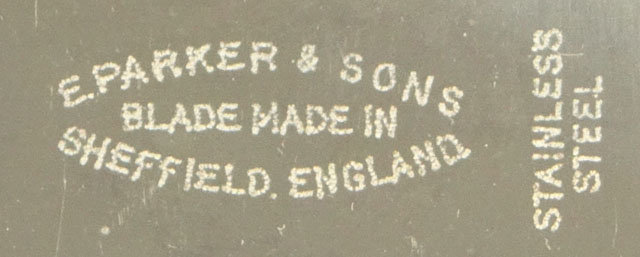 E.PARKER & SONS
BLADE MADE IN
SHEFFIELD. ENGLAND.
STAINLESS
STEEL